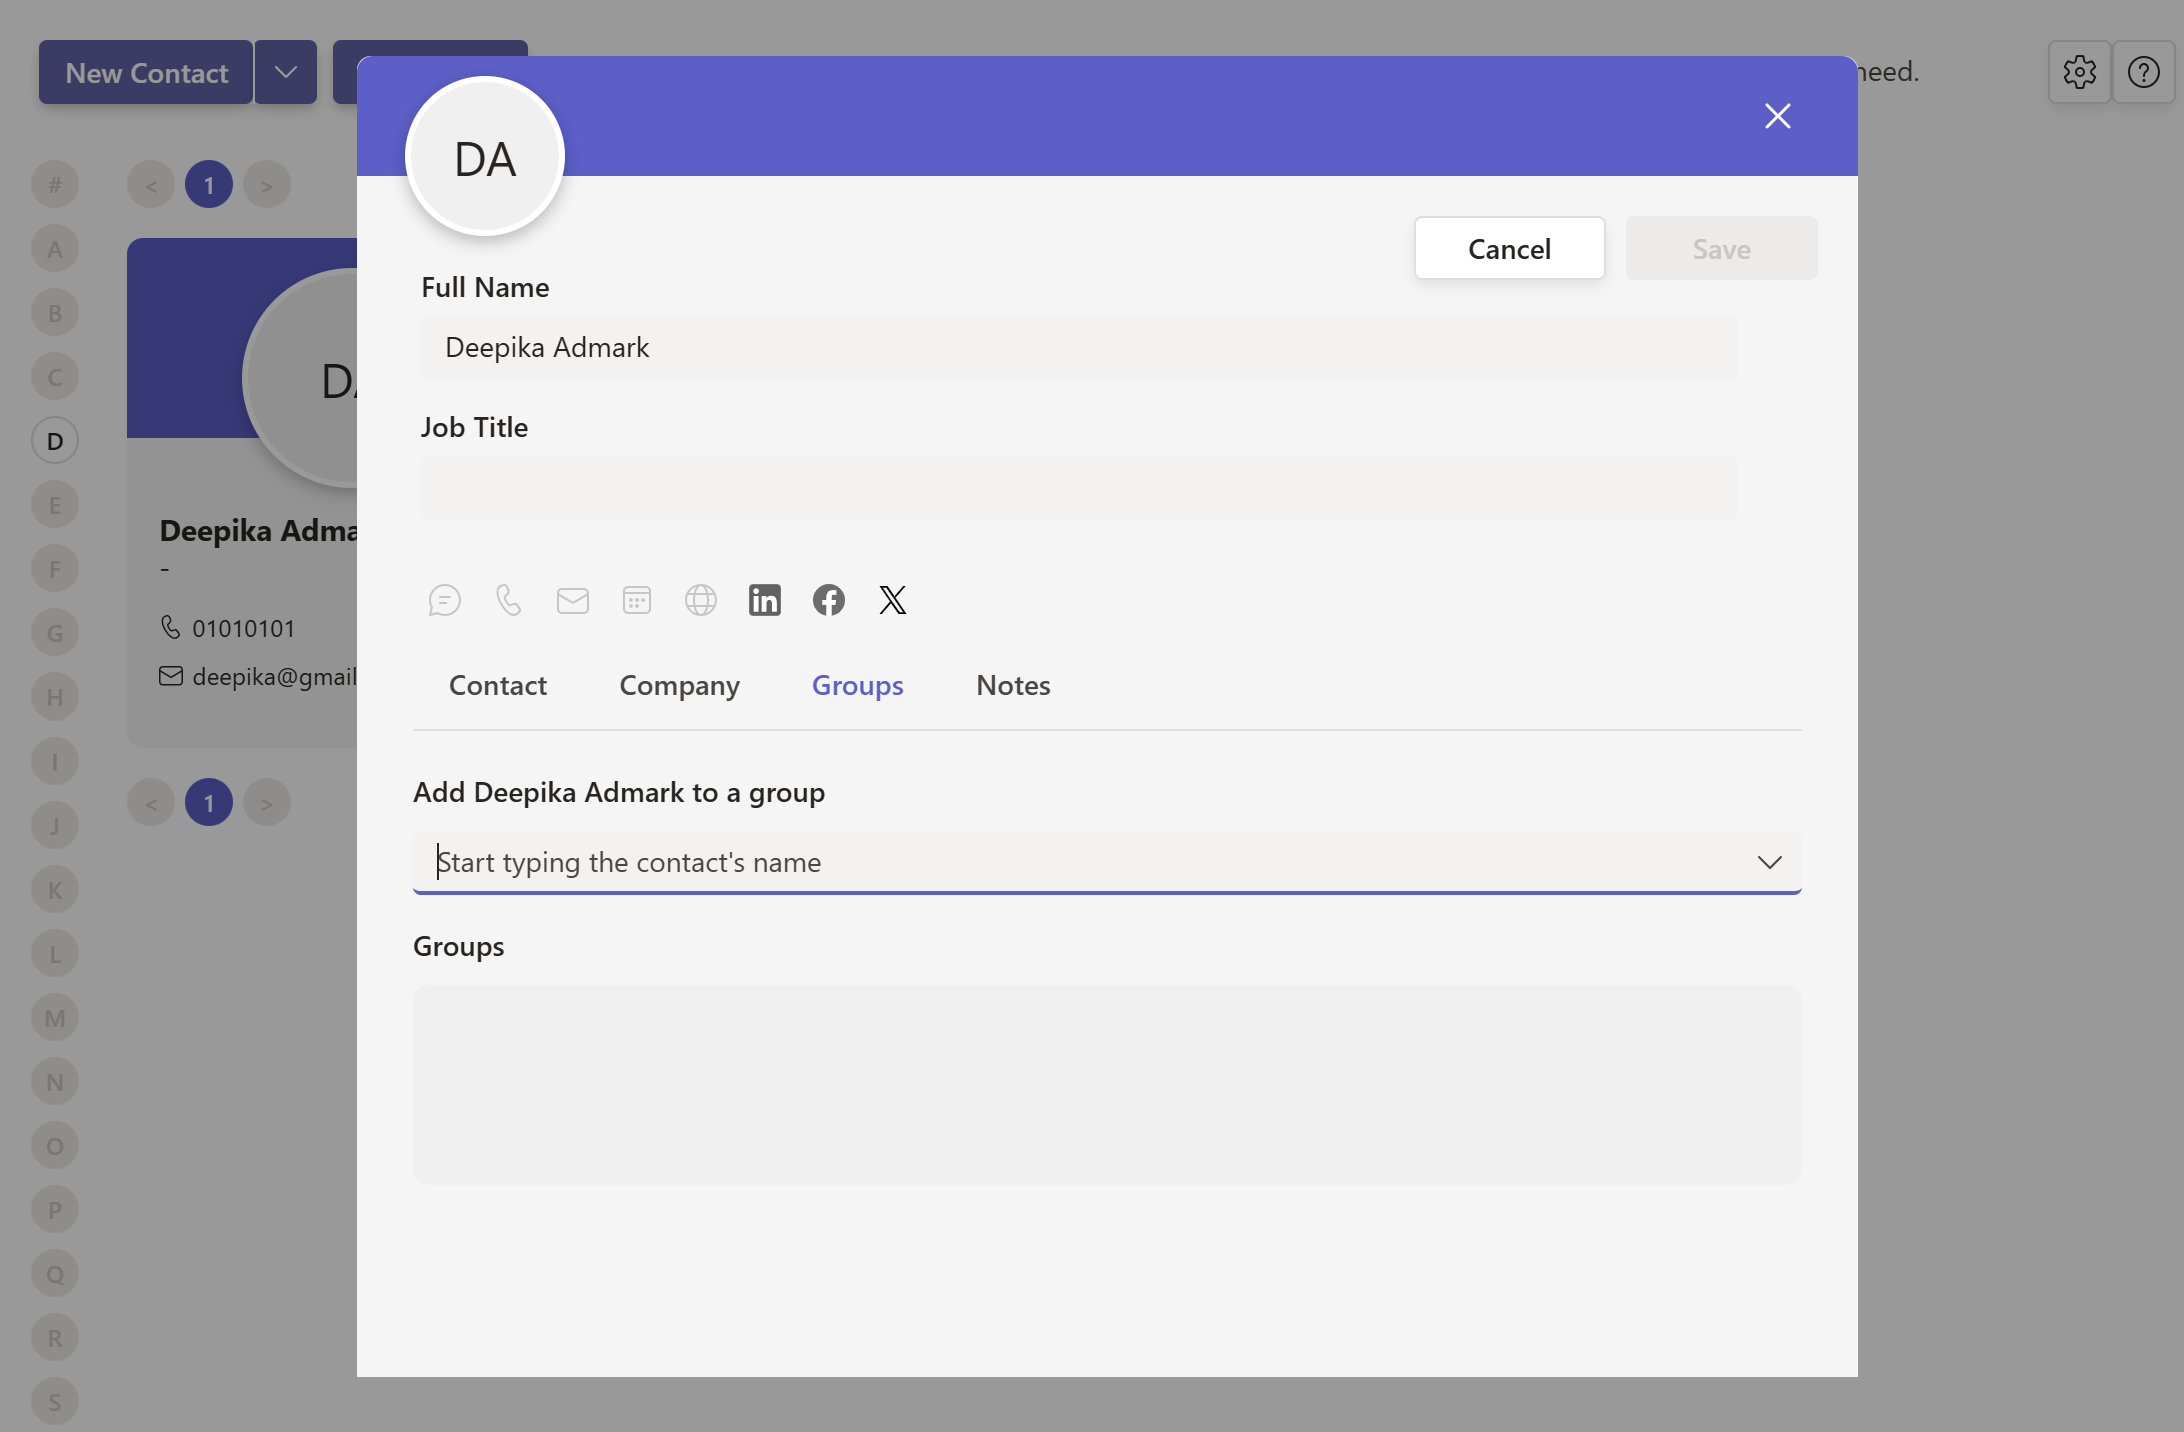 New Contact
need.
DA
Cancel
Save
Full Name
Deepika Admark
Job Title
Contact
Company
Groups
Notes
Add Deepika Admark to a group
Start typing the contact's name
Groups
#
A
B
C
D
E
F
G
H
I
J
K
L
M
N
O
P
Q
R
S
< 1 >
DA
Deepika Adma
-
01010101
deepika@gmail
< 1 >